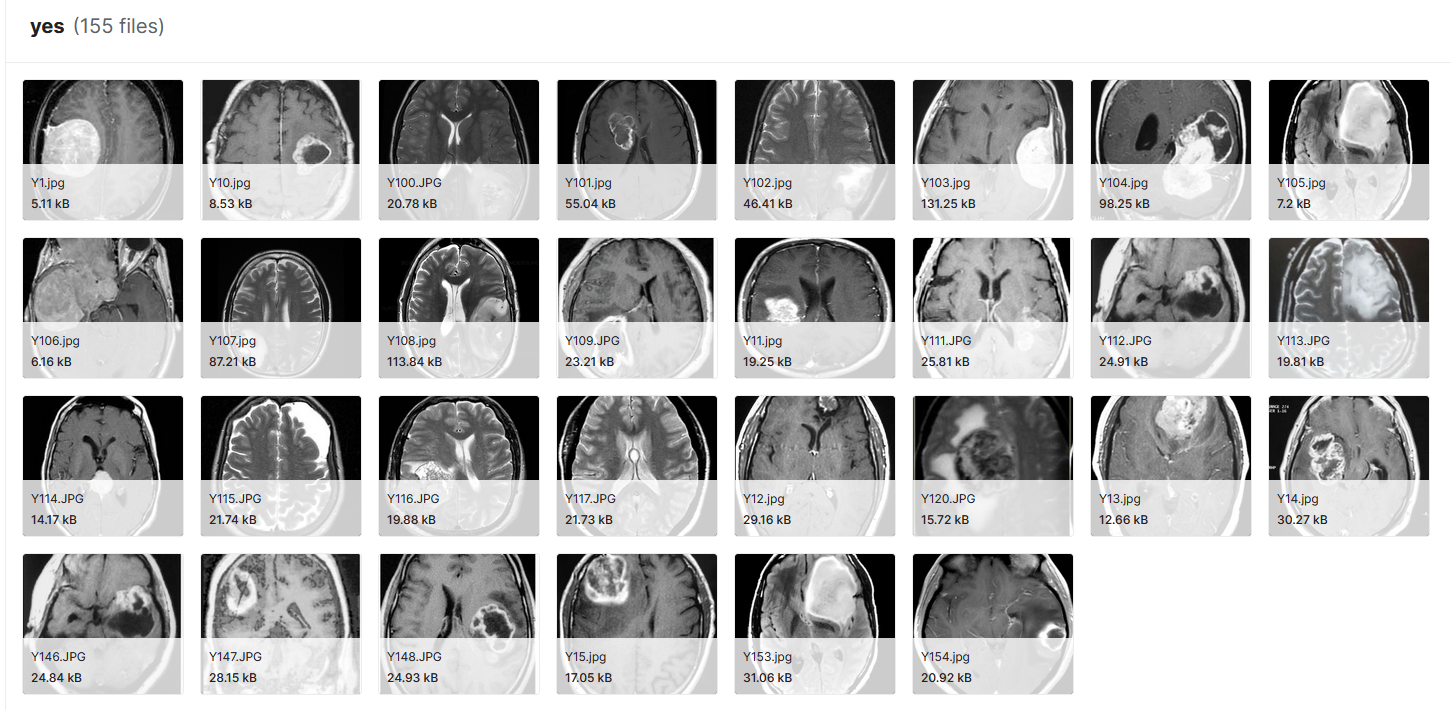 yes (155 files)
Y1.jpg
5.11 kB
Y10.jpg
8.53 kB
Y100.JPG
20.78 kB
Y101.jpg
55.04 kB
Y102.jpg
46.41 kB
Y103.jpg
131.25 kB
Y104.jpg
98.25 kB
Y105.jpg
7.2 kB
Y106.jpg
6.16 kB
Y107.jpg
87.21 kB
Y108.jpg
113.84 kB
Y109.JPG
23.21 kB
Y11.jpg
19.25 kB
Y111.JPG
25.81 kB
Y112.JPG
24.91 kB
Y113.JPG
19.81 kB
Y114.JPG
14.17 kB
Y115.JPG
21.74 kB
Y116.JPG
19.88 kB
Y117.JPG
21.73 kB
Y12.jpg
29.16 kB
Y120.JPG
15.72 kB
Y13.jpg
12.66 kB
Y14.jpg
30.27 kB
Y146.JPG
24.84 kB
Y147.JPG
28.15 kB
Y148.JPG
24.93 kB
Y15.jpg
17.05 kB
Y153.jpg
31.06 kB
Y154.jpg
20.92 kB